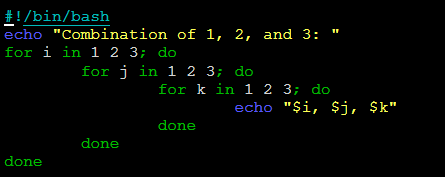 #!/bin/bash
echo "Combination of 1, 2, and 3: "
for i in 1 2 3; do
        for j in 1 2 3; do
                for k in 1 2 3; do
                        echo "$i, $j, $k"
                done
        done
done